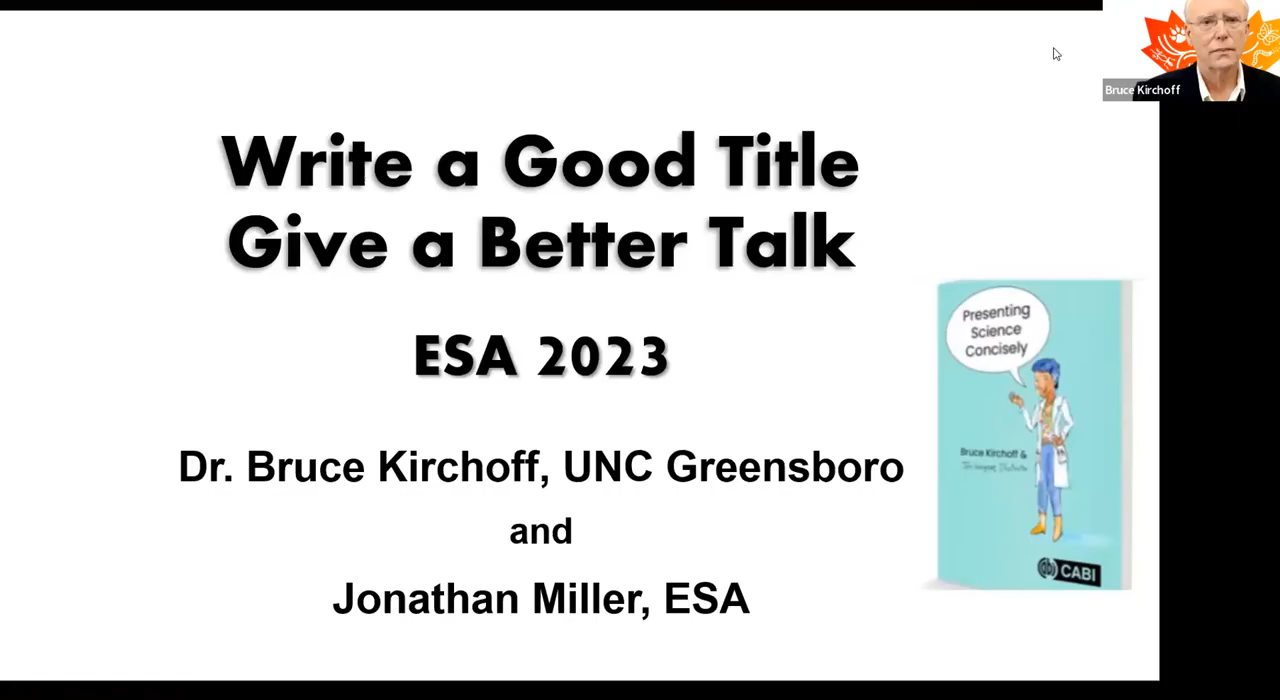 Bruce Kirchoff
Write a Good Title
Give a Better Talk
ESA 2023
Dr. Bruce Kirchoff, UNC Greensboro
and
Jonathan Miller, ESA
Presenting
Science
Concisely
Bruce Kirchoff &
CABI